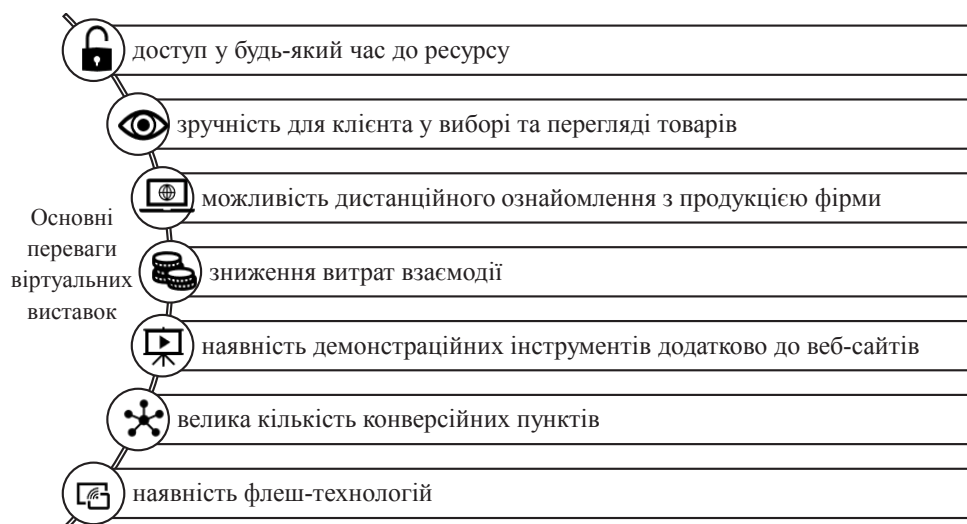 Основні
переваги
віртуальних
виставок
доступ у будь-який час до ресурсу
зручність для клієнта у виборі та перегляді товарів
можливість дистанційного ознайомлення з продукцією фірми
зниження витрат взаємодії
наявність демонстраційних інструментів додатково до веб-сайтів
велика кількість конверсійних пунктів
наявність флеш-технологій